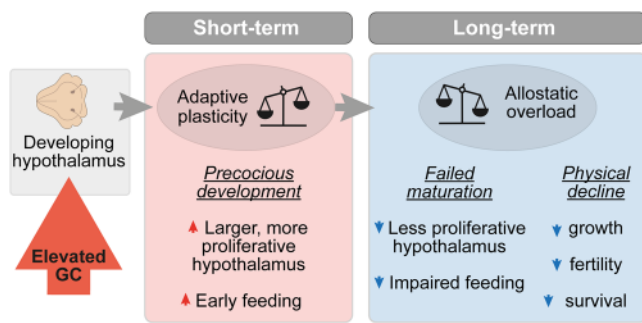 Short-term
Long-term
Developing
hypothalamus
Elevated
GC
Adaptive
plasticity
Precocious
development
Larger, more
proliferative
hypothalamus
Early feeding
Allostatic
overload
Failed
maturation
Less proliferative
hypothalamus
Impaired feeding
Physical
decline
growth
fertility
survival